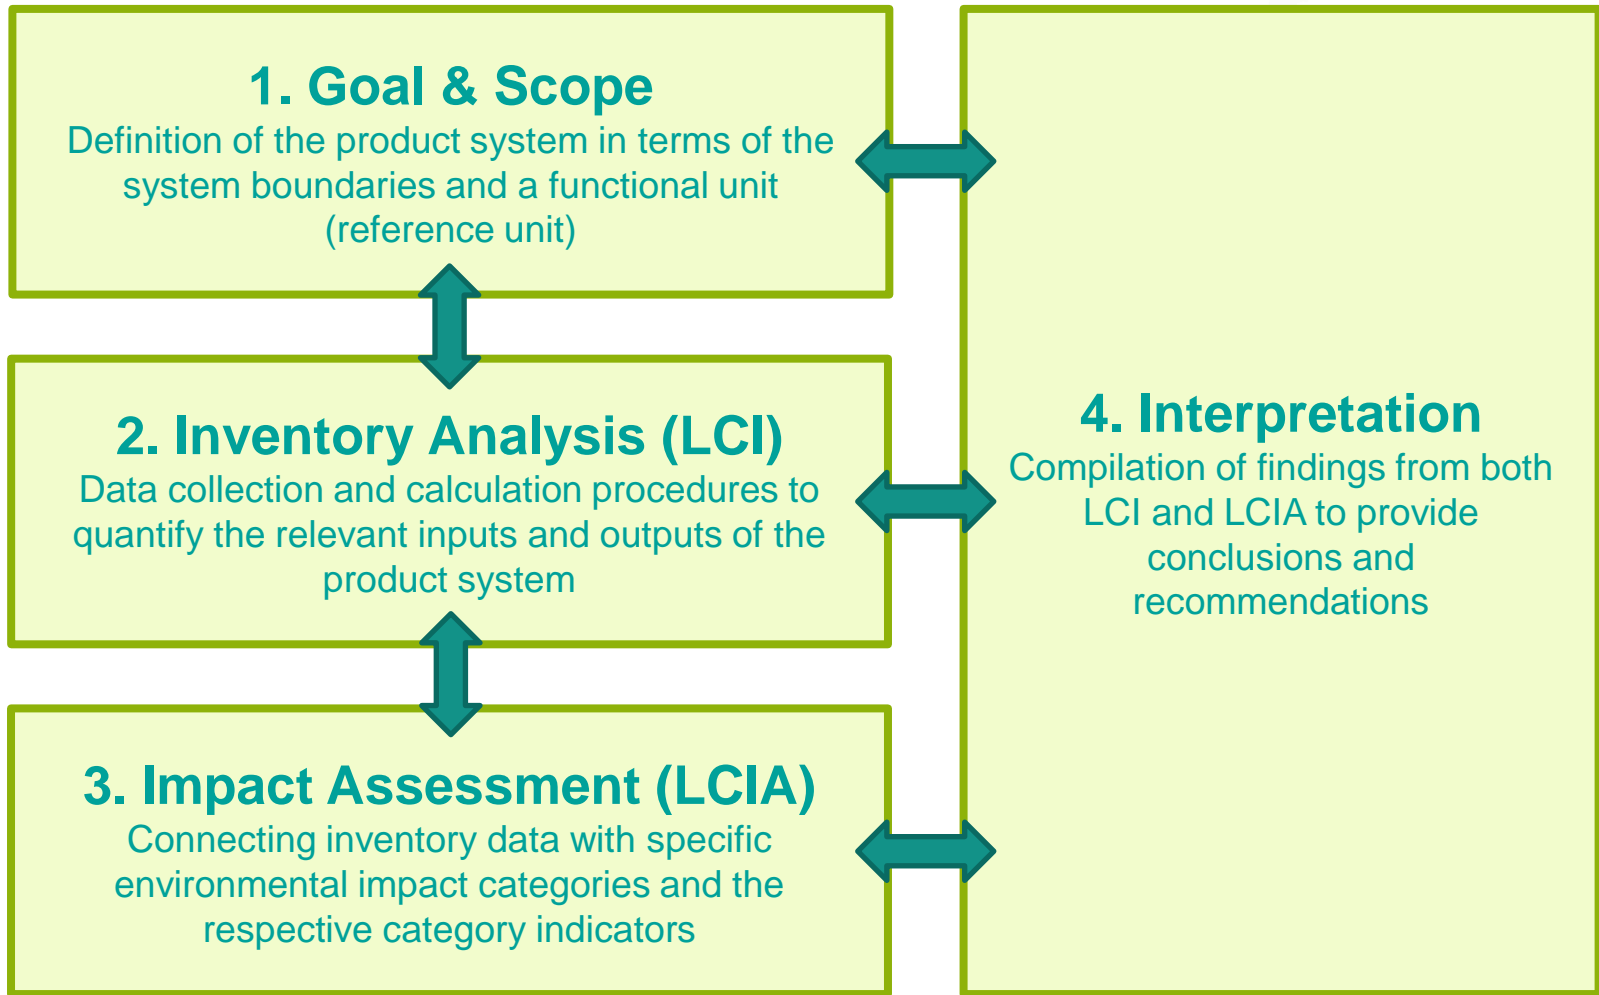 1. Goal & Scope
Definition of the product system in terms of the
system boundaries and a functional unit
(reference unit)
2. Inventory Analysis (LCI)
Data collection and calculation procedures to
quantify the relevant inputs and outputs of the
product system
3. Impact Assessment (LCIA)
Connecting inventory data with specific
environmental impact categories and the
respective category indicators
4. Interpretation
Compilation of findings from both
LCI and LCIA to provide
conclusions and
recommendations